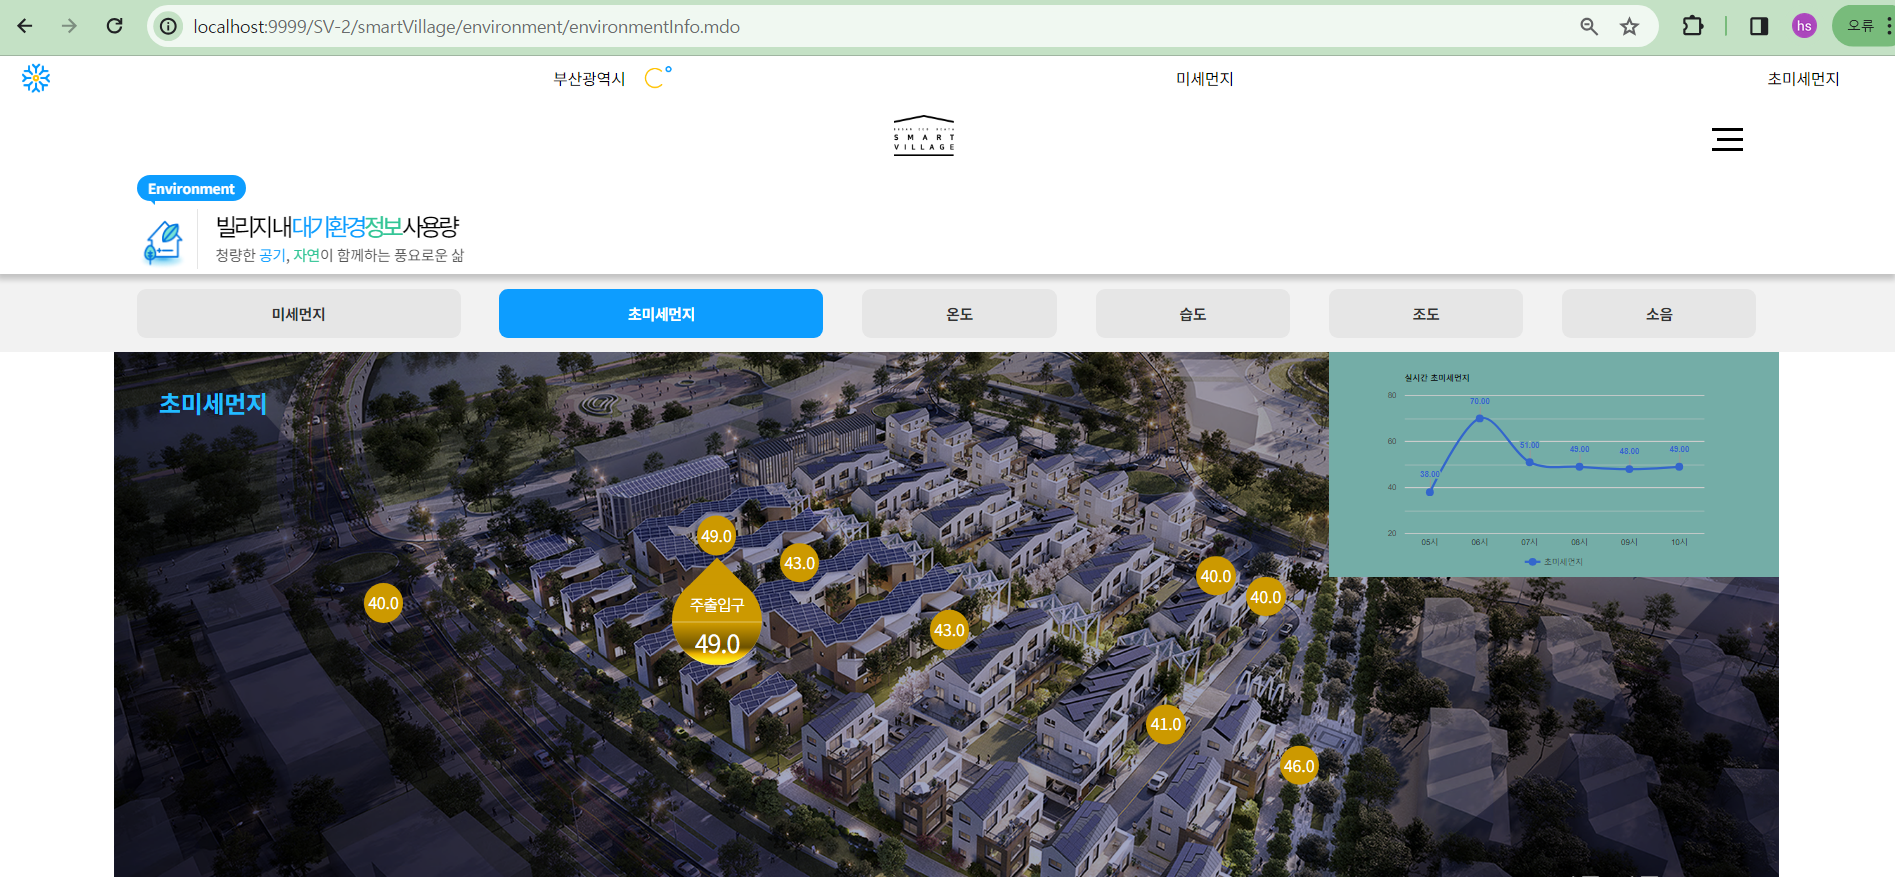 localhost:9999/SV-2/smartVillage/environment/environmentInfo.mdo
hs
오류
부산광역시 C°
미세먼지
초미세먼지
SMART
VILLAGE
Environment
빌리지 내 대기환경정보 사용량
청량한 공기, 자연이 함께하는 풍요로운 삶
미세먼지
초미세먼지
온도
습도
조도
소음
초미세먼지
실시간 초미세먼지
80
60
40
20
38.00
70.00
51.00
49.00
48.00
49.00
05시
06시
07시
08시
09시
10시
초미세먼지
49.0
43.0
40.0
주출입구
49.0
43.0
40.0
40.0
41.0
46.0